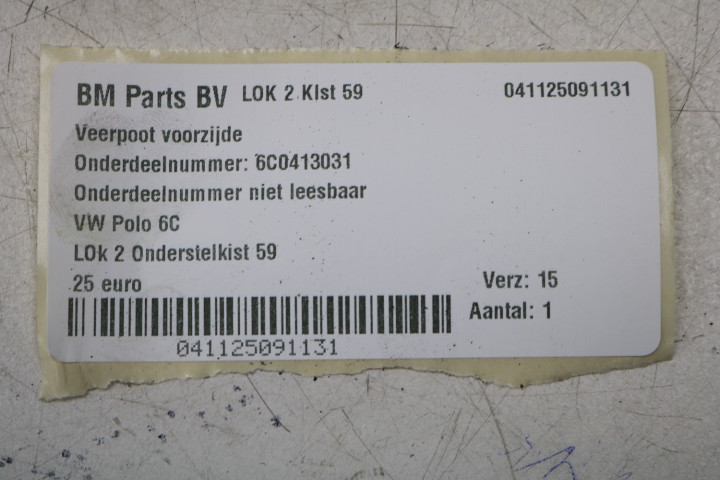 BM Parts BV LOK 2 KIst 59 041125091131
Veerpoot voorzijde
Onderdeelnummer: 6C0413031
Onderdeelnummer niet leesbaar
VW Polo 6C
LOk 2 Onderstelkist 59
25 euro Verz: 15
Aantal: 1
041125091131